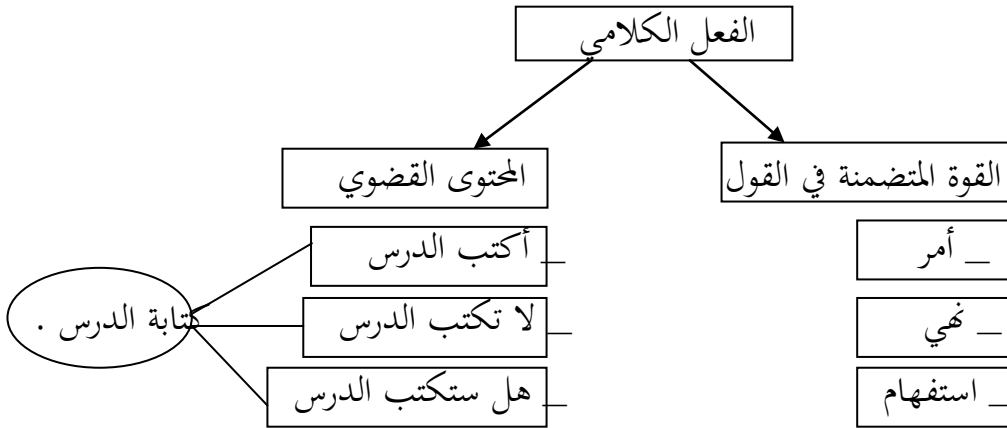 الفعل الكلامي
القوة المتضمنة في القول
المحتوى القضوي
_ أمر
_ أكتب الدرس
_ نهي
_ لا تكتب الدرس
كتابة الدرس .
_ استفهام
_ هل ستكتب الدرس